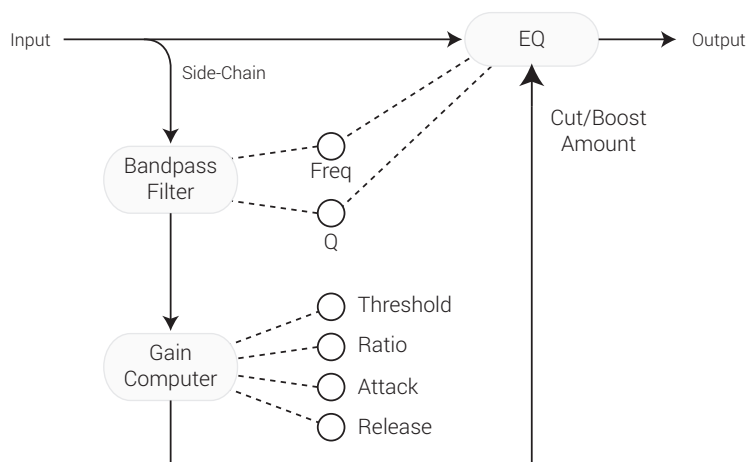 Input
EQ
Output
Side-Chain
Cut/Boost
Amount
Bandpass
Filter
Freq
Q
Threshold
Gain
Computer
Ratio
Attack
Release